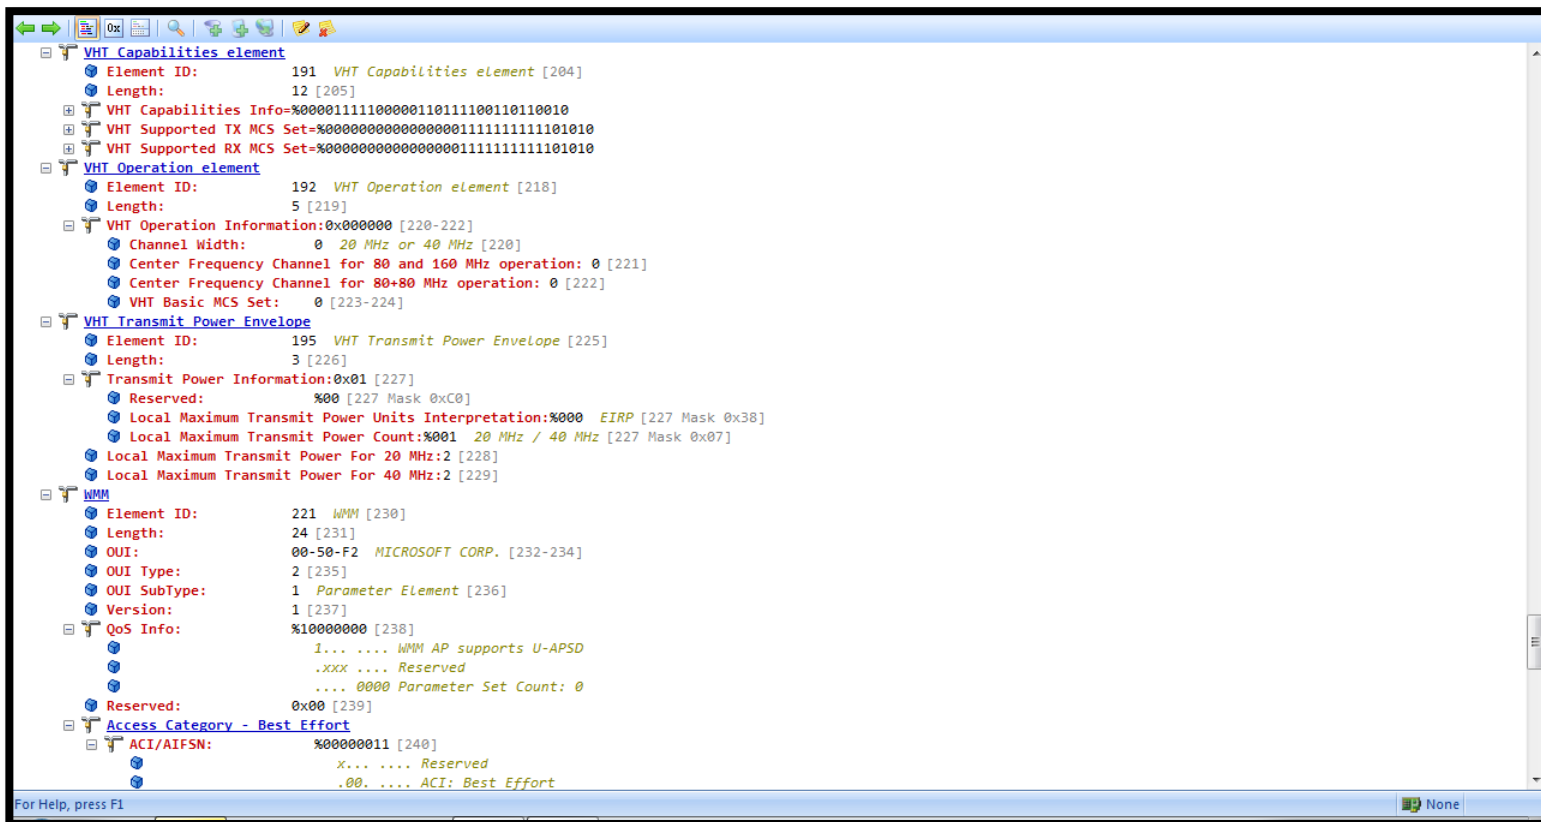 0x
VHT Capabilities element
Element ID: 191 VHT Capabilities element [204]
Length: 12 [205]
VHT Capabilities Info=%00001111100000110111100110110010
VHT Supported TX MCS Set=%00000000000000001111111111101010
VHT Supported RX MCS Set=%00000000000000001111111111101010
VHT Operation element
Element ID: 192 VHT Operation element [218]
Length: 5 [219]
VHT Operation Information:0x000000 [220-222]
Channel Width: 0 20 MHz or 40 MHz [220]
Center Frequency Channel for 80 and 160 MHz operation: 0 [221]
Center Frequency Channel for 80+80 MHz operation: 0 [222]
VHT Basic MCS Set: 0 [223-224]
VHT Transmit Power Envelope
Element ID: 195 VHT Transmit Power Envelope [225]
Length: 3 [226]
Transmit Power Information:0x01 [227]
Reserved: %00 [227 Mask 0xC0]
Local Maximum Transmit Power Units Interpretation:%000 EIRP [227 Mask 0x38]
Local Maximum Transmit Power Count:%001 20 MHz / 40 MHz [227 Mask 0x07]
Local Maximum Transmit Power For 20 MHz:2 [228]
Local Maximum Transmit Power For 40 MHz:2 [229]
WMM
Element ID: 221 WMM [230]
Length: 24 [231]
OUI: 00-50-F2 MICROSOFT CORP. [232-234]
OUI Type: 2 [235]
OUI SubType: 1 Parameter Element [236]
Version: 1 [237]
QoS Info: %10000000 [238]
1... .... WMM AP supports U-APSD
.xxx .... Reserved
.... 0000 Parameter Set Count: 0
Reserved: 0x00 [239]
Access Category - Best Effort
ACI/AIFSN: %00000011 [240]
x... .... Reserved
.00. .... ACI: Best Effort
For Help, press F1
None